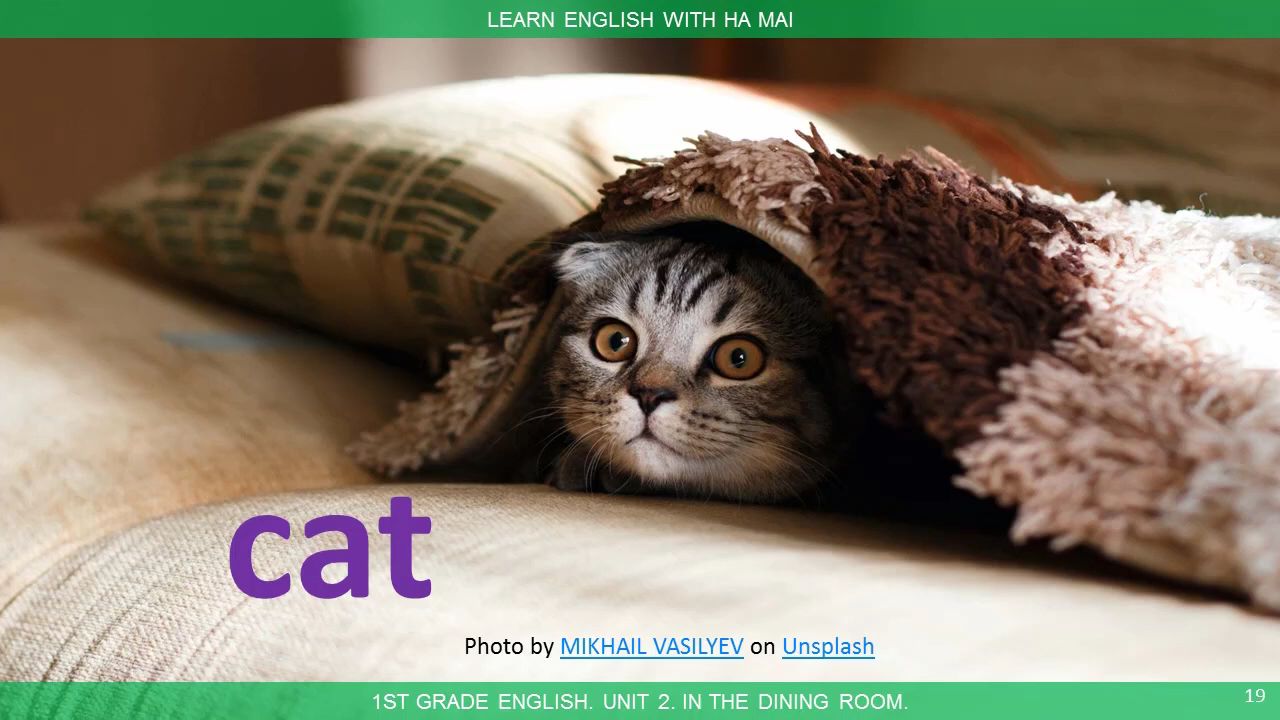 LEARN ENGLISH WITH HA MAI
cat
Photo by MIKHAIL VASILYEV on Unsplash
1ST GRADE ENGLISH. UNIT 2. IN THE DINING ROOM.
19